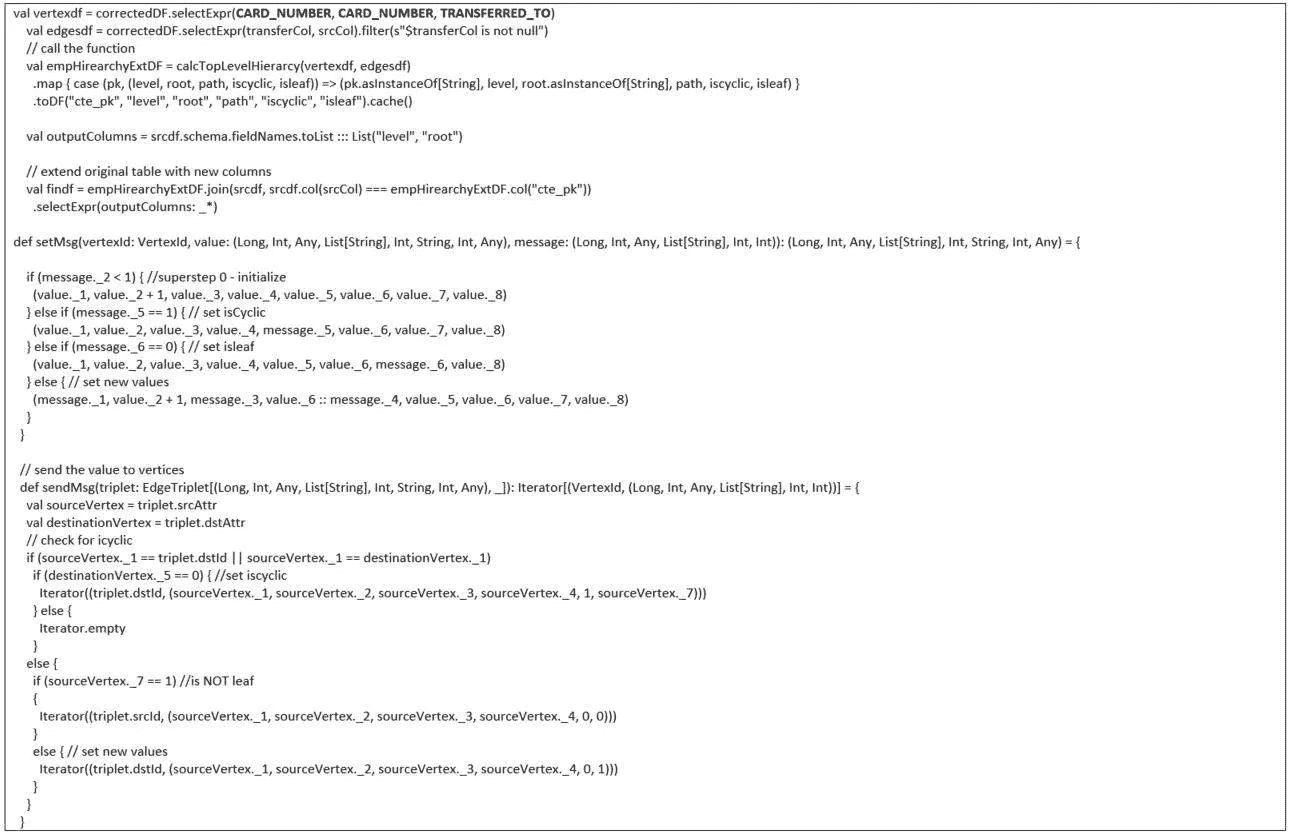 val vertexdf = correctedDF.selectExpr(CARD_NUMBER, CARD_NUMBER, TRANSFERRED_TO)
val edgesdf = correctedDF.selectExpr(transferCol, srcCol).filter(s"$transferCol is not null")
// call the function
val empHirearchyExtDF = calcTopLevelHierarcy(vertexdf, edgesdf)
.map { case (pk, (level, root, path, iscyclic, isleaf)) => (pk.asInstanceOf[String], level, root.asInstanceOf[String], path, iscyclic, isleaf) }
.toDF("cte_pk", "level", "root", "path", "iscyclic", "isleaf").cache()
val outputColumns = srcdf.schema.fieldNames.toList ::: List("level", "root")
// extend original table with new columns
val findf = empHirearchyExtDF.join(srcdf, srcdf.col(srcCol) === empHirearchyExtDF.col("cte_pk"))
.selectExpr(outputColumns: _*)
def setMsg(vertexId: VertexId, value: (Long, Int, Any, List[String], Int, String, Int, Any), message: (Long, Int, Any, List[String], Int, Int)): (Long, Int, Any, List[String], Int, String, Int, Any) = {
if (message._2 < 1) { //superstep 0 - initialize
(value._1, value._2 + 1, value._3, value._4, value._5, value._6, value._7, value._8)
} else if (message._5 == 1) { // set isCyclic
(value._1, value._2, value._3, value._4, message._5, value._6, value._7, value._8)
} else if (message._6 == 0) { // set isleaf
(value._1, value._2, value._3, value._4, value._5, value._6, message._6, value._8)
} else { // set new values
(message._1, value._2 + 1, message._3, value._6 :: message._4, value._5, value._6, value._7, value._8)
}
}
// send the value to vertices
def sendMsg(triplet: EdgeTriplet[(Long, Int, Any, List[String], Int, String, Int, Any), _]): Iterator[(VertexId, (Long, Int, Any, List[String], Int, Int))] = {
val sourceVertex = triplet.srcAttr
val destinationVertex = triplet.dstAttr
// check for icyclic
if (sourceVertex._1 == triplet.dstId || sourceVertex._1 == destinationVertex._1)
if (destinationVertex._5 == 0) { //set iscyclic
Iterator((triplet.dstId, (sourceVertex._1, sourceVertex._2, sourceVertex._3, sourceVertex._4, 1, sourceVertex._7)))
} else {
Iterator.empty
}
else {
if (sourceVertex._7 == 1) //is NOT leaf
{
Iterator((triplet.srcId, (sourceVertex._1, sourceVertex._2, sourceVertex._3, sourceVertex._4, 0, 0)))
}
else { // set new values
Iterator((triplet.dstId, (sourceVertex._1, sourceVertex._2, sourceVertex._3, sourceVertex._4, 0, 1)))
}
}
}